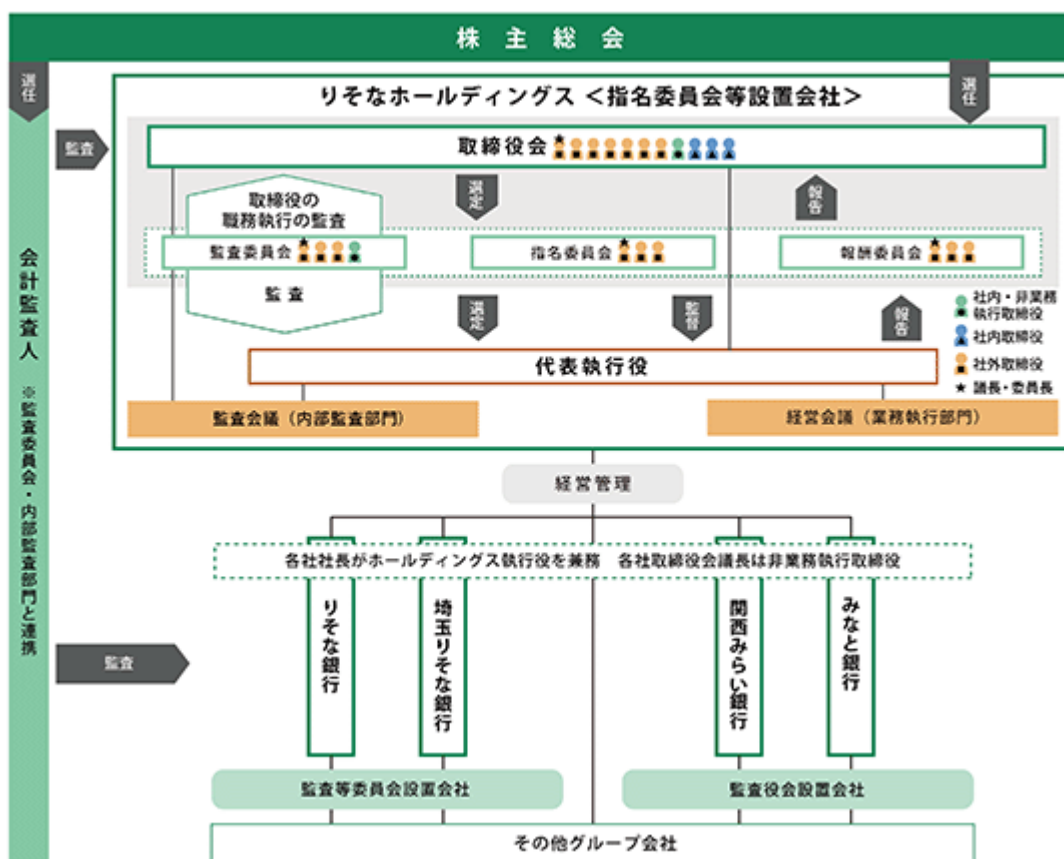 株主総会
選任
選任
りそなホールディングス <指名委員会等設置会社>
監査
取締役会
取締役の
職務執行の監査
選定
報告
監査委員会
指名委員会
報酬委員会
監査
選定
監督
報告
社内・非業務
執行取締役
社内取締役
社外取締役
★ 議長・委員長
代表執行役
監査会議(内部監査部門)
経営会議(業務執行部門)
会計監査人
※監査委員会・内部監査部門と連携
経営管理
各社社長がホールディングス執行役を兼務 各社取締役会議長は非業務執行取締役
りそな銀行
埼玉りそな銀行
関西みらい銀行
みなと銀行
監査
監査等委員会設置会社
監査役会設置会社
その他グループ会社